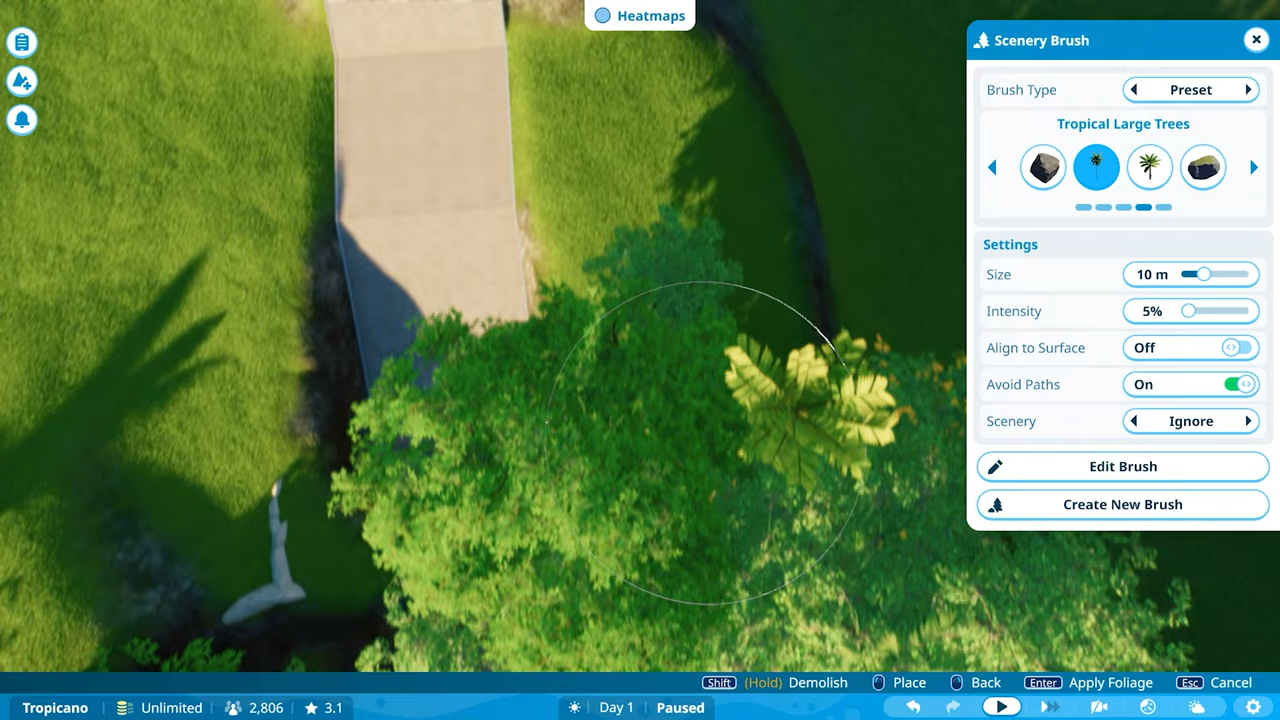 Heatmaps
Scenery Brush
Brush Type
Preset
Tropical Large Trees
Settings
Size
10 m
Intensity
5%
Align to Surface
Off
Avoid Paths
On
Scenery
Ignore
Edit Brush
Create New Brush
Shift (Hold) Demolish Place Back Enter Apply Foliage Esc Cancel
Tropicano Unlimited 2,806 3.1 Day 1 Paused